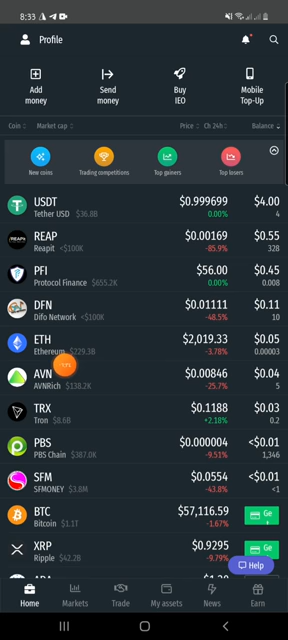 8:33
Profile
Add money
Send money
Buy IEO
Mobile Top-Up
Coin Market cap Price Ch 24h Balance
New coins
Trading competitions
Top gainers
Top losers
USDT $0.999699 $4.00
Tether USD $36.8B 0.00% 4
REAP $0.00169 $0.55
Reapit <$100K -85.9% 328
PFI $56.00 $0.45
Protocol Finance $655.2K 0.00% 0.008
DFN $0.01111 $0.11
Difo Network <$100K -48.5% 10
ETH $2,019.33 $0.05
Ethereum $229.3B -3.78% 0.00003
AVN $0.00846 $0.04
AVNRich $138.2K -25.7% 5
TRX $0.1188 $0.03
Tron $8.6B +2.18% 0.2
PBS $0.000004 <$0.01
PBS Chain $387.0K -9.51% 1,346
SFM $0.0554 <$0.01
SFMONEY $3.8M -43.8% <1
BTC $57,116.59 Ge
Bitcoin $1.1T -1.67%
XRP $0.9295 Ge
Ripple $42.2B -9.79%
Help
Home Markets Trade My assets News Earn